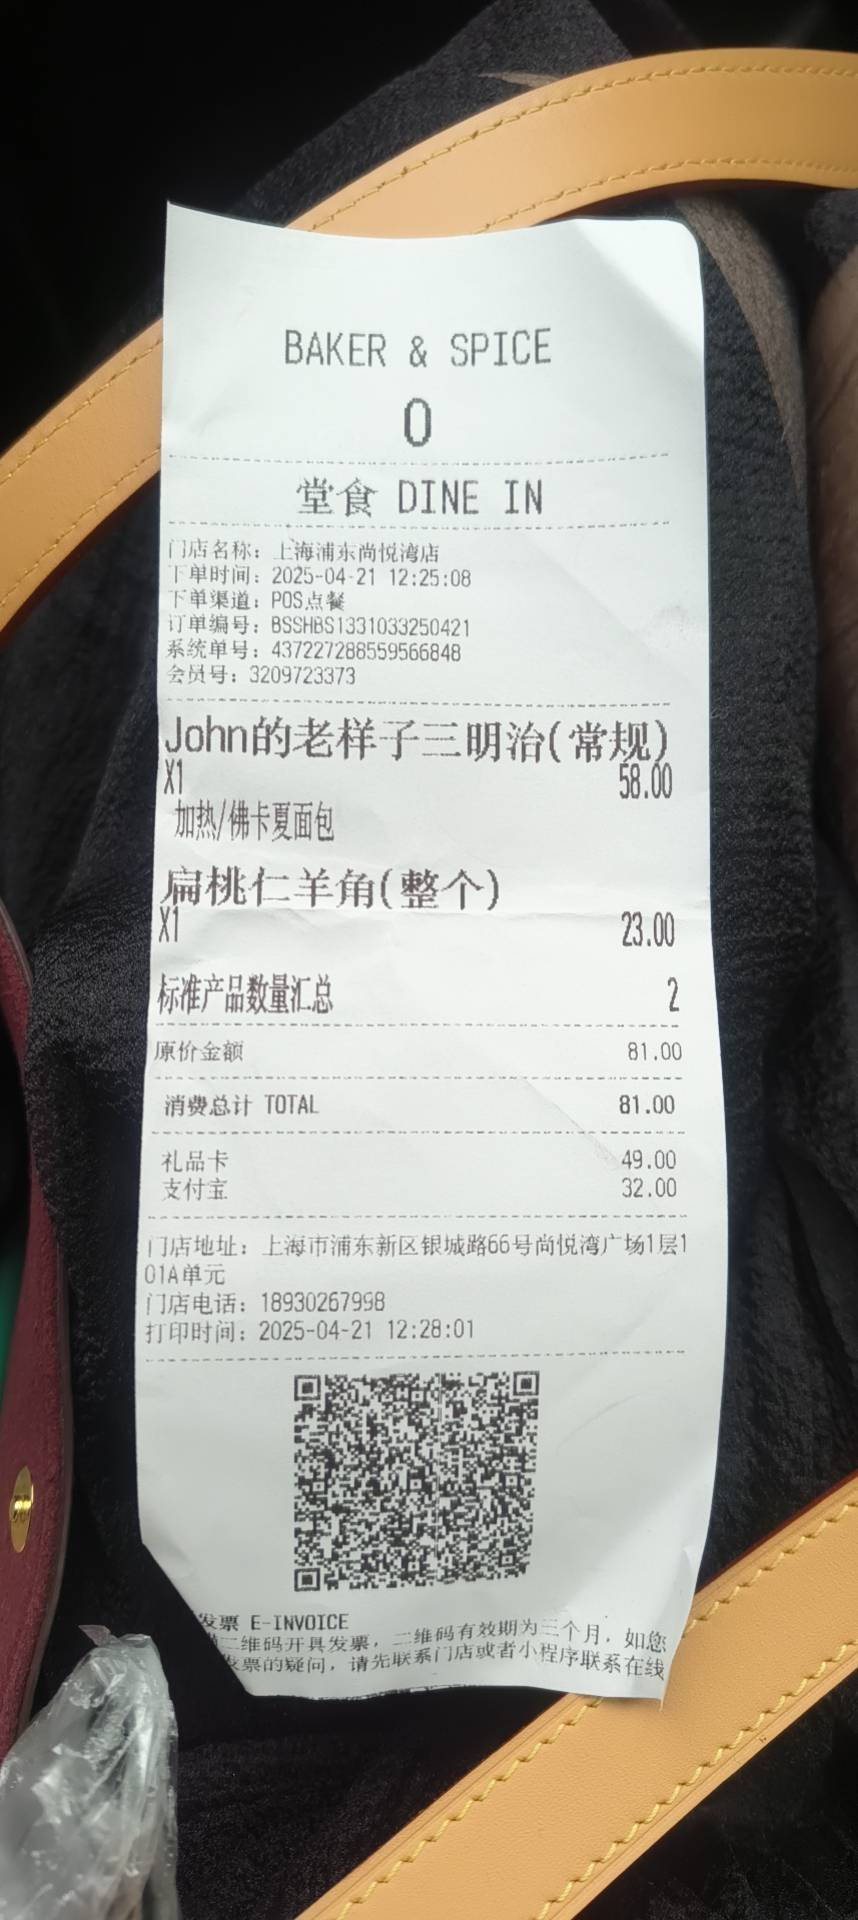 BAKER & SPICE
0
堂食 DINE IN
门店名称：上海浦东尚悦湾店
下单时间：2025-04-21 12:25:08
下单渠道：POS点餐
订单编号：BSSHBS1331033250421
系统单号：437227288559566848
会员号：3209723373
John的老样子三明治(常规)
X1 58.00
加热/佛卡夏面包
扁桃仁羊角(整个)
X1 23.00
标准产品数量汇总 2
原价金额 81.00
消费总计 TOTAL 81.00
礼品卡 49.00
支付宝 32.00
门店地址：上海市浦东新区银城路66号尚悦湾广场1层1
01A单元
门店电话：18930267998
打印时间：2025-04-21 12:28:01
发票 E-INVOICE
二维码开具发票，二维码有效期为三个月，如您
发票的疑问，请先联系门店或者小程序联系在线